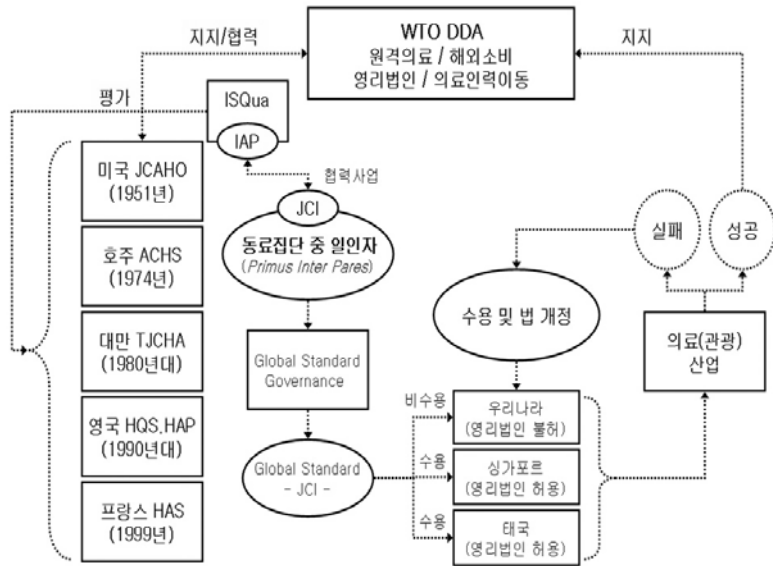 지지/협력
WTO DDA
원격의료 / 해외소비
영리법인 / 의료인력이동
지지
평가
ISQua
IAP
협력사업
미국 JCAHO
(1951년)
호주 ACHS
(1974년)
대만 TJCHA
(1980년대)
영국 HQS,HAP
(1990년대)
프랑스 HAS
(1999년)
JCI
동료집단 중 일인자
(Primus Inter Pares)
Global Standard
Governance
Global Standard
- JCI -
실패
성공
수용 및 법 개정
의료(관광)
산업
비수용
우리나라
(영리법인 불허)
수용
싱가포르
(영리법인 허용)
수용
태국
(영리법인 허용)